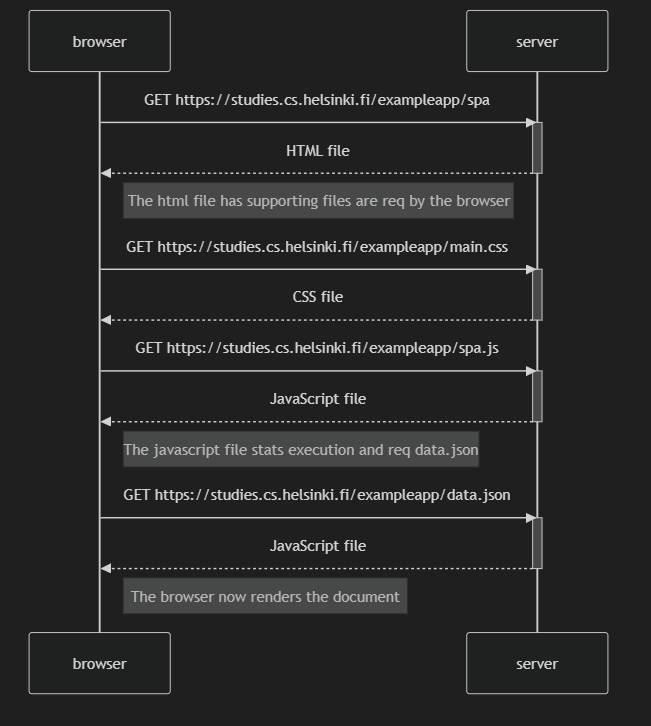 browser
server
GET https://studies.cs.helsinki.fi/exampleapp/spa
HTML file
The html file has supporting files are req by the browser
GET https://studies.cs.helsinki.fi/exampleapp/main.css
CSS file
GET https://studies.cs.helsinki.fi/exampleapp/spa.js
JavaScript file
The javascript file stats execution and req data.json
GET https://studies.cs.helsinki.fi/exampleapp/data.json
JavaScript file
The browser now renders the document
browser
server